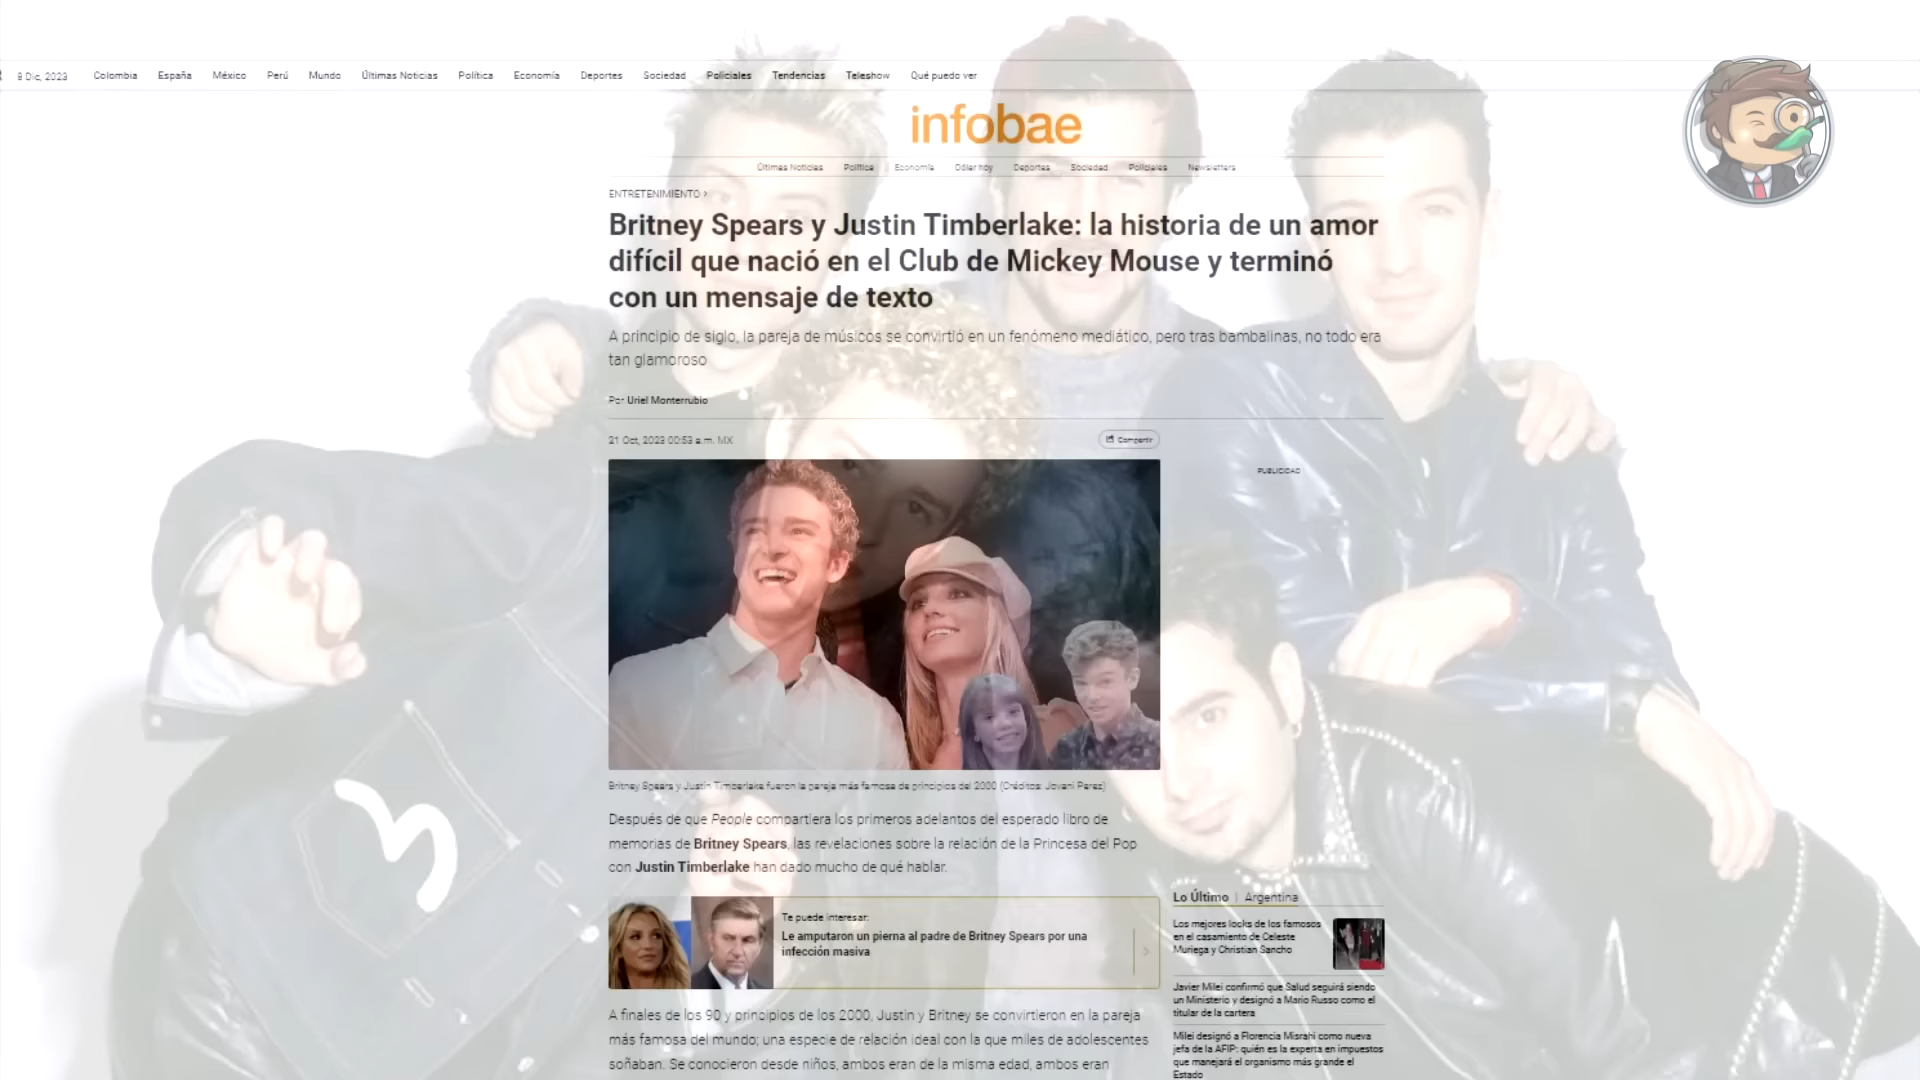 8 Dic, 2023 Colombia España México Perú Mundo Últimas Noticias Política Economía Deportes Sociedad Policiales Tendencias Teleshow Qué puedo ver
infobae
Últimas Noticias Política Economía Dólar hoy Deportes Sociedad Policiales Newsletters
ENTRETENIMIENTO >
Britney Spears y Justin Timberlake: la historia de un amor
difícil que nació en el Club de Mickey Mouse y terminó
con un mensaje de texto
A principio de siglo, la pareja de músicos se convirtió en un fenómeno mediático, pero tras bambalinas, no todo era
tan glamoroso
Por Uriel Monterrubio
21 Oct, 2023 00:53 a.m. MX
Compartir
PUBLICIDAD
Britney Spears y Justin Timberlake fueron la pareja más famosa de principios del 2000 (Créditos: Jovani Perez)
Después de que People compartiera los primeros adelantos del esperado libro de
memorias de Britney Spears, las revelaciones sobre la relación de la Princesa del Pop
con Justin Timberlake han dado mucho de qué hablar.
Te puede interesar:
Le amputaron un pierna al padre de Britney Spears por una
infección masiva
A finales de los 90 y principios de los 2000, Justin y Britney se convirtieron en la pareja
más famosa del mundo; una especie de relación ideal con la que miles de adolescentes
soñaban. Se conocieron desde niños, ambos eran de la misma edad, ambos eran
Lo Último | Argentina
Los mejores looks de los famosos
en el casamiento de Celeste
Muriega y Christian Sancho
Javier Milei confirmó que Salud seguirá siendo
un Ministerio y designó a Mario Russo como el
titular de la cartera
Milei designó a Florencia Misrahi como nueva
jefa de la AFIP: quién es la experta en impuestos
que manejará el organismo más grande el
Estado